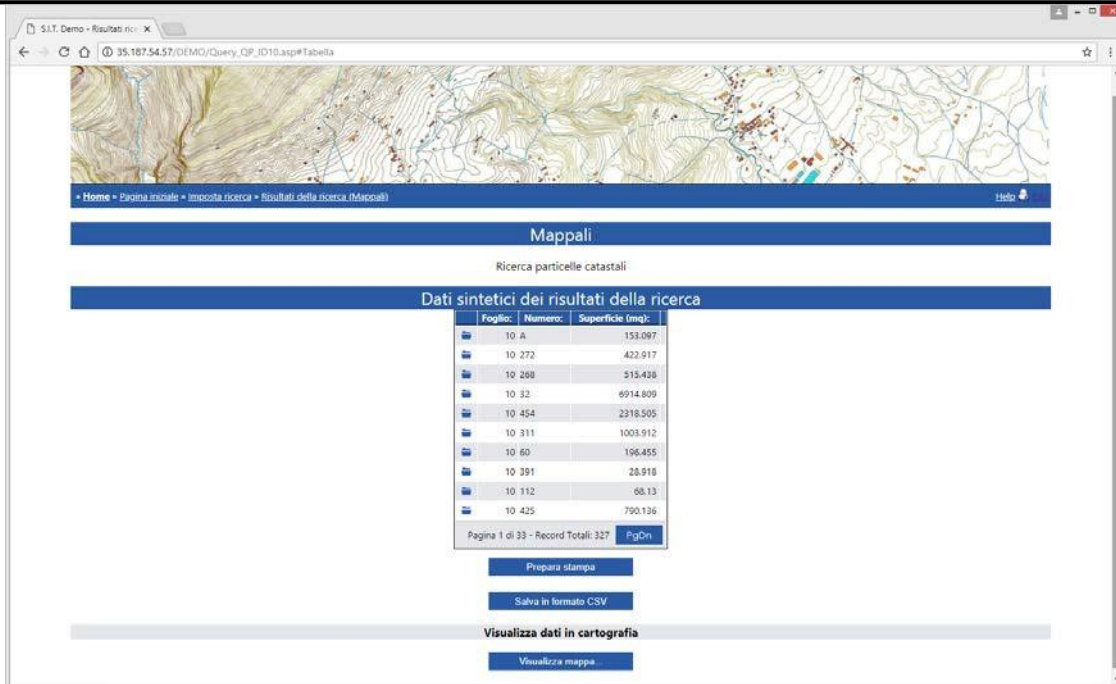 S.I.T. Demo - Risultati rice
35.187.54.57/DEMO/Query_QP_ID10.asp#Tabella
» Home » Pagina iniziale » Imposta ricerca » Risultati della ricerca (Mappali)
Help
Mappali
Ricerca particelle catastali
Dati sintetici dei risultati della ricerca
Foglio: Numero: Superficie (mq):
10 A 153.097
10 272 422.917
10 268 515.438
10 32 6914.809
10 454 2318.505
10 311 1003.912
10 60 196.455
10 391 28.918
10 112 68.13
10 425 790.136
Pagina 1 di 33 - Record Totali: 327 PgDn
Prepara stampa
Salva in formato CSV
Visualizza dati in cartografia
Visualizza mappa...